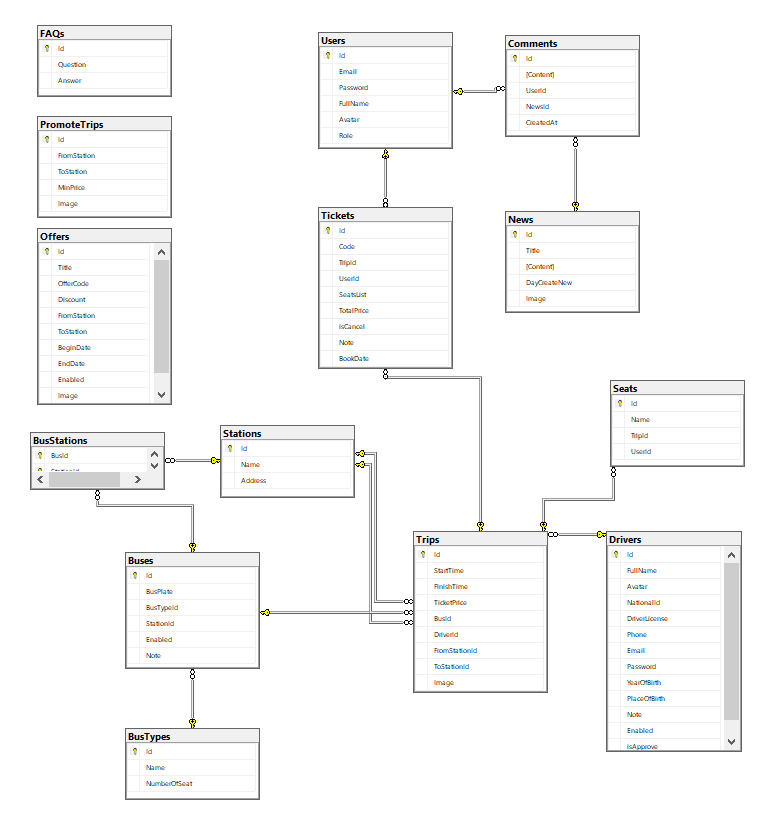 FAQs
Id
Question
Answer
PromoteTrips
Id
FromStation
ToStation
MinPrice
Image
Offers
Id
Title
OfferCode
Discount
FromStation
ToStation
BeginDate
EndDate
Enabled
Image
Users
Id
Email
Password
FullName
Avatar
Role
Comments
Id
[Content]
UserId
NewsId
CreatedAt
Tickets
Id
Code
TripId
UserId
SeatsList
TotalPrice
IsCancel
Note
BookDate
News
Id
Title
[Content]
DayCreateNew
Image
Seats
Id
Name
TripId
UserId
BusStations
BusId
StationId
Stations
Id
Name
Address
Trips
Id
StartTime
FinishTime
TicketPrice
BusId
DriverId
FromStationId
ToStationId
Image
Drivers
Id
FullName
Avatar
NationalId
DriverLicense
Phone
Email
Password
YearOfBirth
PlaceOfBirth
Note
Enabled
IsApprove
Buses
Id
BusPlate
BusTypeId
StationId
Enabled
Note
BusTypes
Id
Name
NumberOfSeat